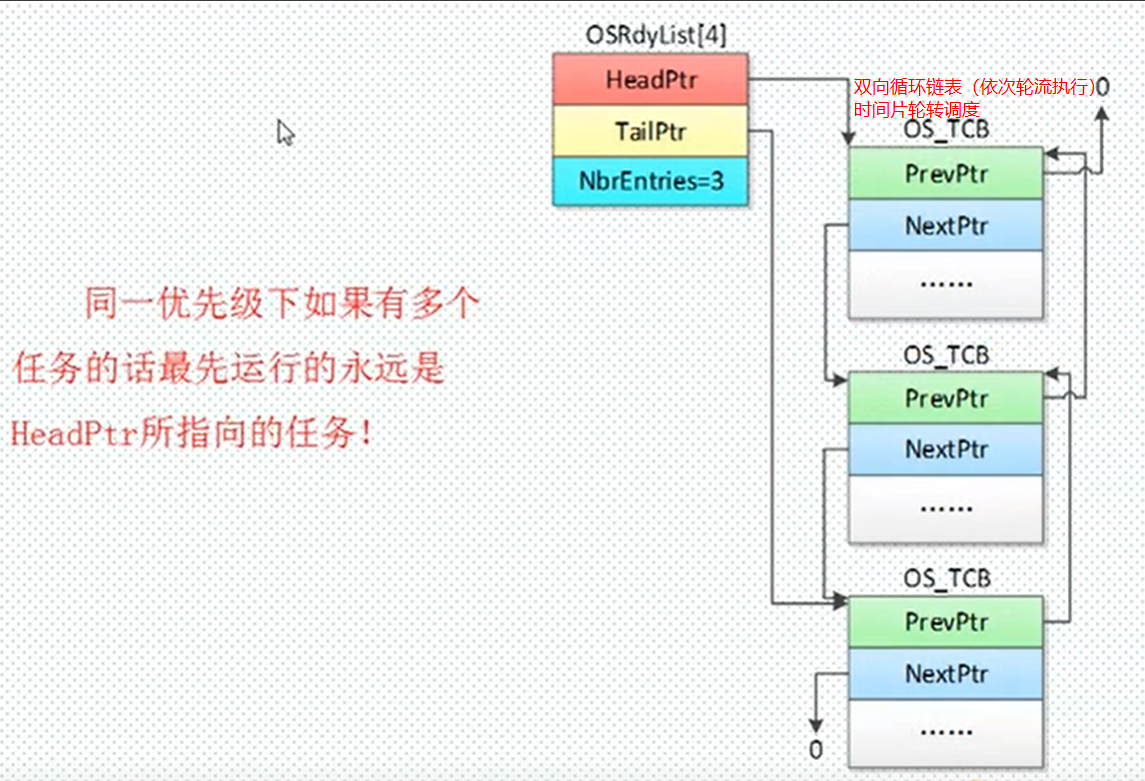 OSRdyList[4]
HeadPtr
TailPtr
NbrEntries=3
双向循环链表（依次轮流执行）
时间片轮转调度
0
OS_TCB
PrevPtr
NextPtr
……
同一优先级下如果有多个
任务的话最先运行的永远是
HeadPtr所指向的任务！
OS_TCB
PrevPtr
NextPtr
……
OS_TCB
PrevPtr
NextPtr
……
0